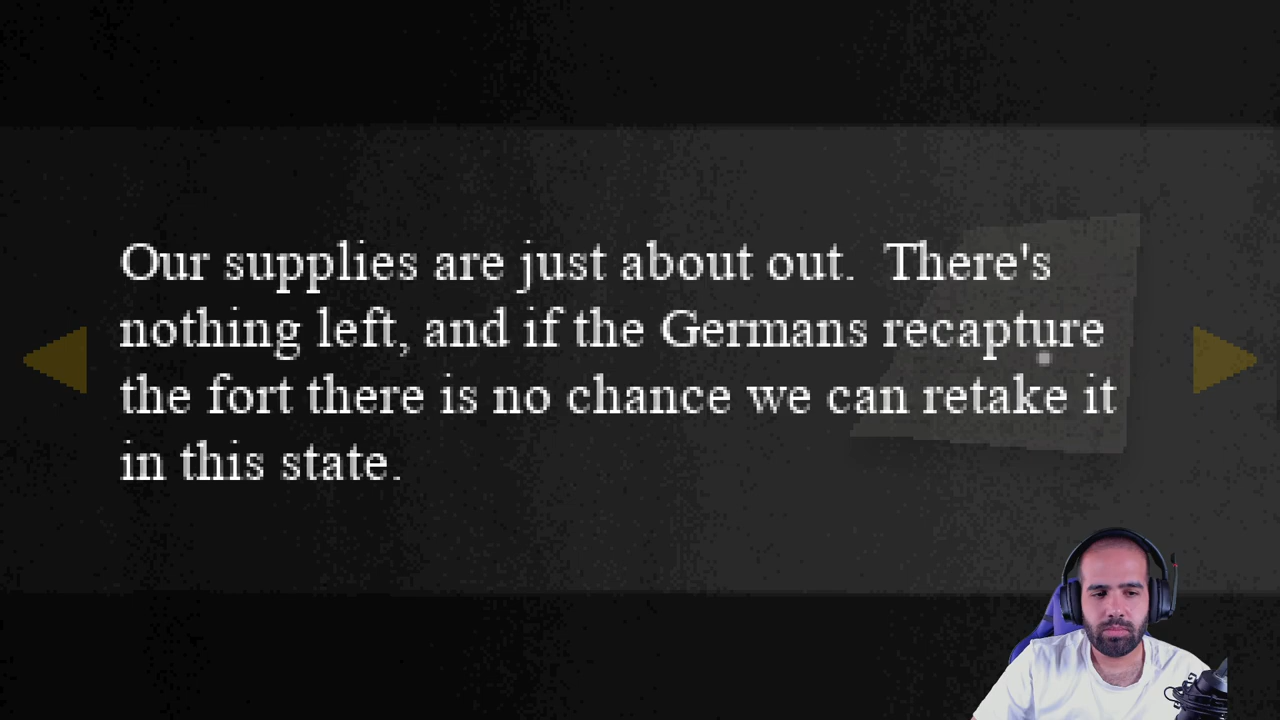 Our supplies are just about out.  There's
nothing left, and if the Germans recapture
the fort there is no chance we can retake it
in this state.